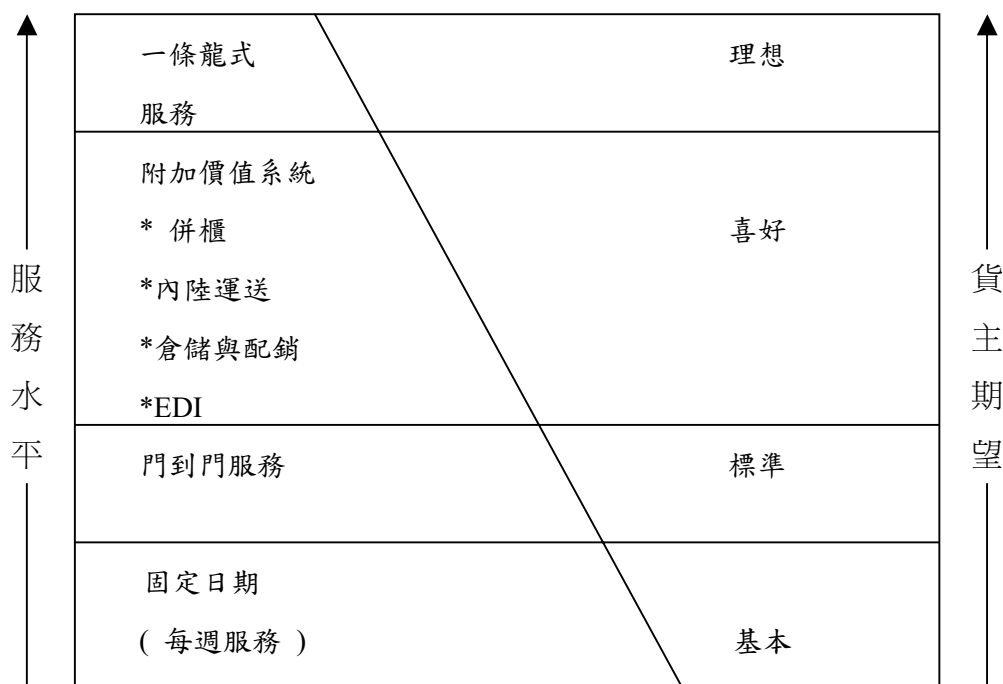 一條龍式
服務
理想
附加價值系統
* 併櫃
*內陸運送
*倉儲與配銷
*EDI
喜好
門到門服務
標準
固定日期
( 每週服務 )
基本
服務水平
貨主期望